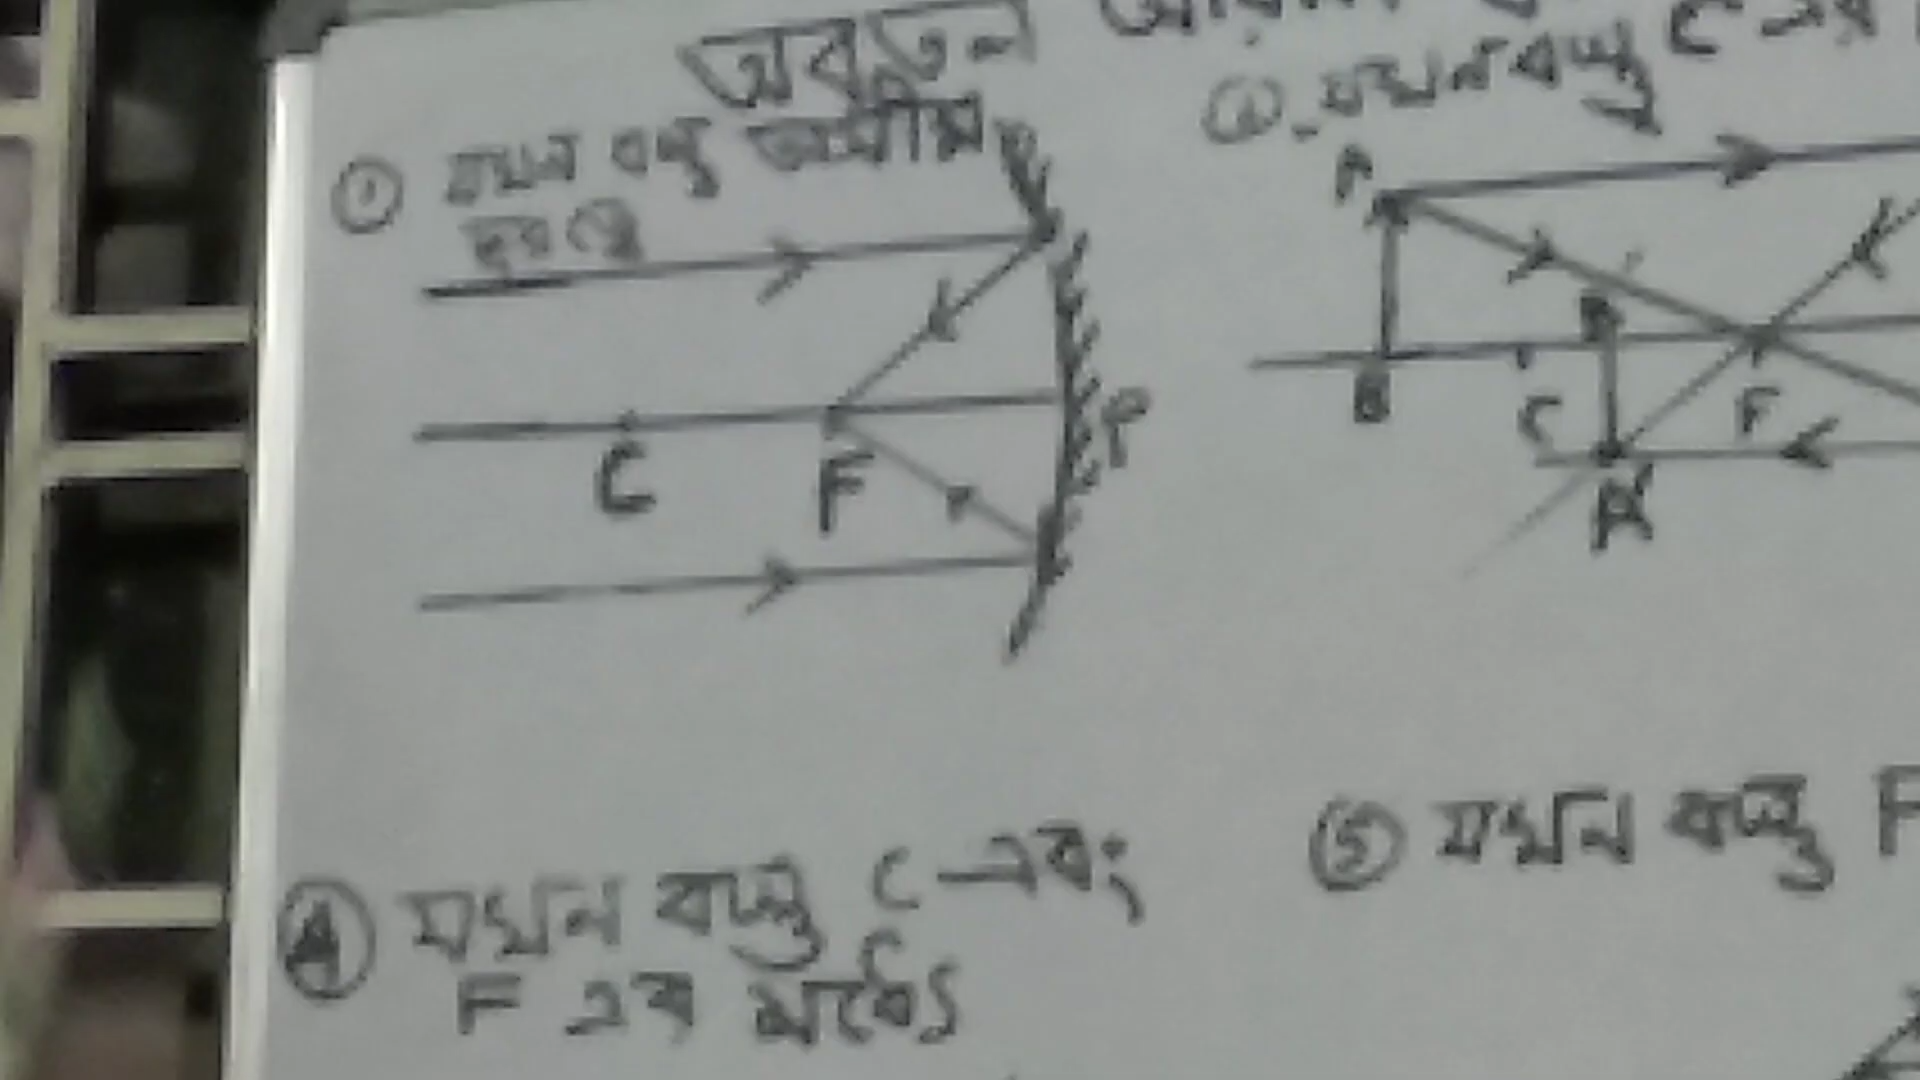 অবতল
① যখন বস্তু অসীম
দূরত্বে
C
F
P
②. যখন বস্তু C এর
A
B
C
F
A'
④ যখন বস্তু C এবং
F এর মধ্যে
⑤ যখন বস্তু F